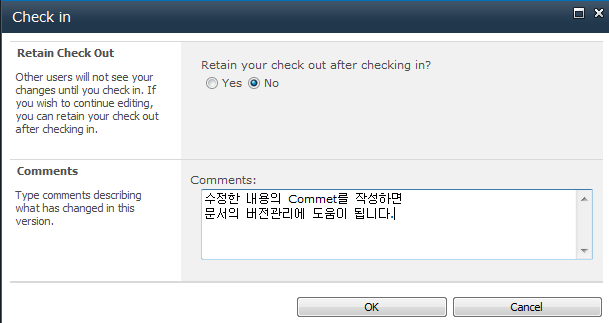 Check in
Retain Check Out
Other users will not see your
changes until you check in. If
you wish to continue editing,
you can retain your check out
after checking in.
Retain your check out after checking in?
Yes No
Comments
Type comments describing
what has changed in this
version.
Comments:
수정한 내용의 Commet를 작성하면
문서의 버전관리에 도움이 됩니다.
OK Cancel